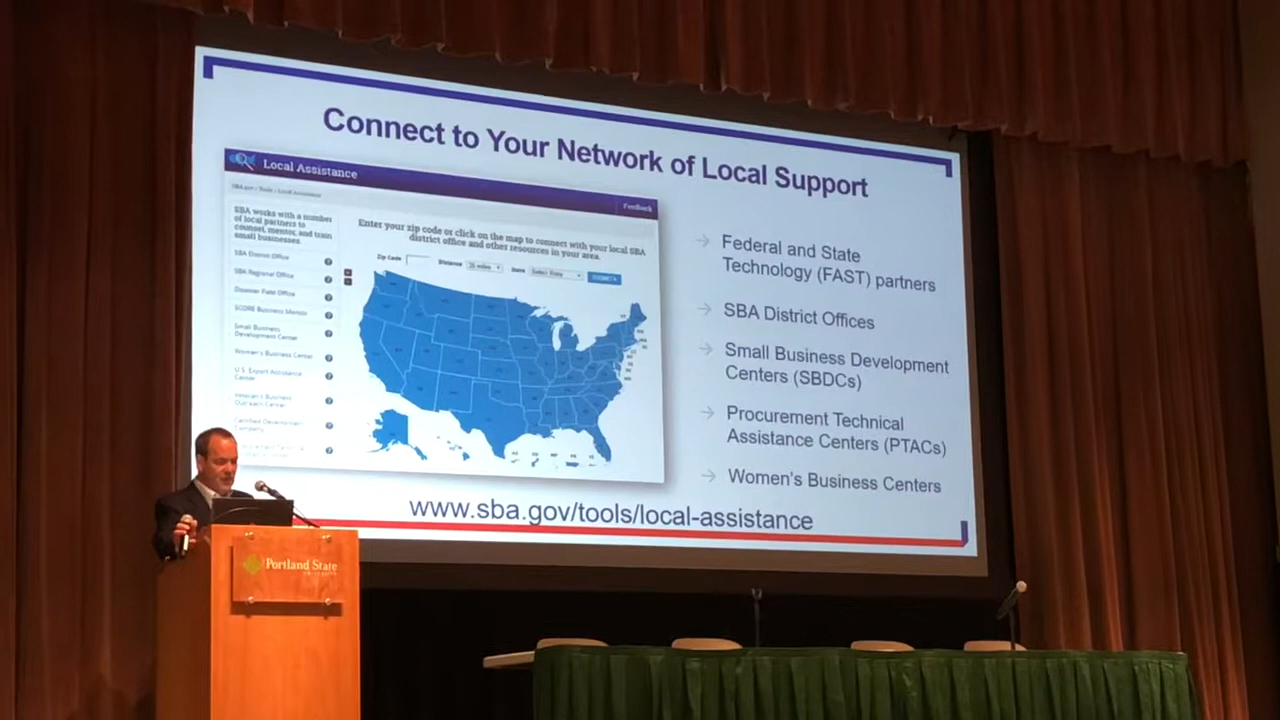 Connect to Your Network of Local Support
Local Assistance
Feedback
SBA.gov / Tools / Local Assistance
SBA works with a number
of local partners to
counsel, mentor, and train
small businesses.
SBA District Office
SBA Regional Office
Disaster Field Office
SCORE Business Mentor
Small Business
Development Center
Women's Business Center
U.S. Export Assistance
Center
Veteran's Business
Outreach Center
Certified Development
Company
Enter your zip code or click on the map to connect with your local SBA
district office and other resources in your area.
Zip Code
Distance
State
→ Federal and State
Technology (FAST) partners
→ SBA District Offices
→ Small Business Development
Centers (SBDCs)
→ Procurement Technical
Assistance Centers (PTACs)
→ Women's Business Centers
www.sba.gov/tools/local-assistance
Portland State
UNIVERSITY